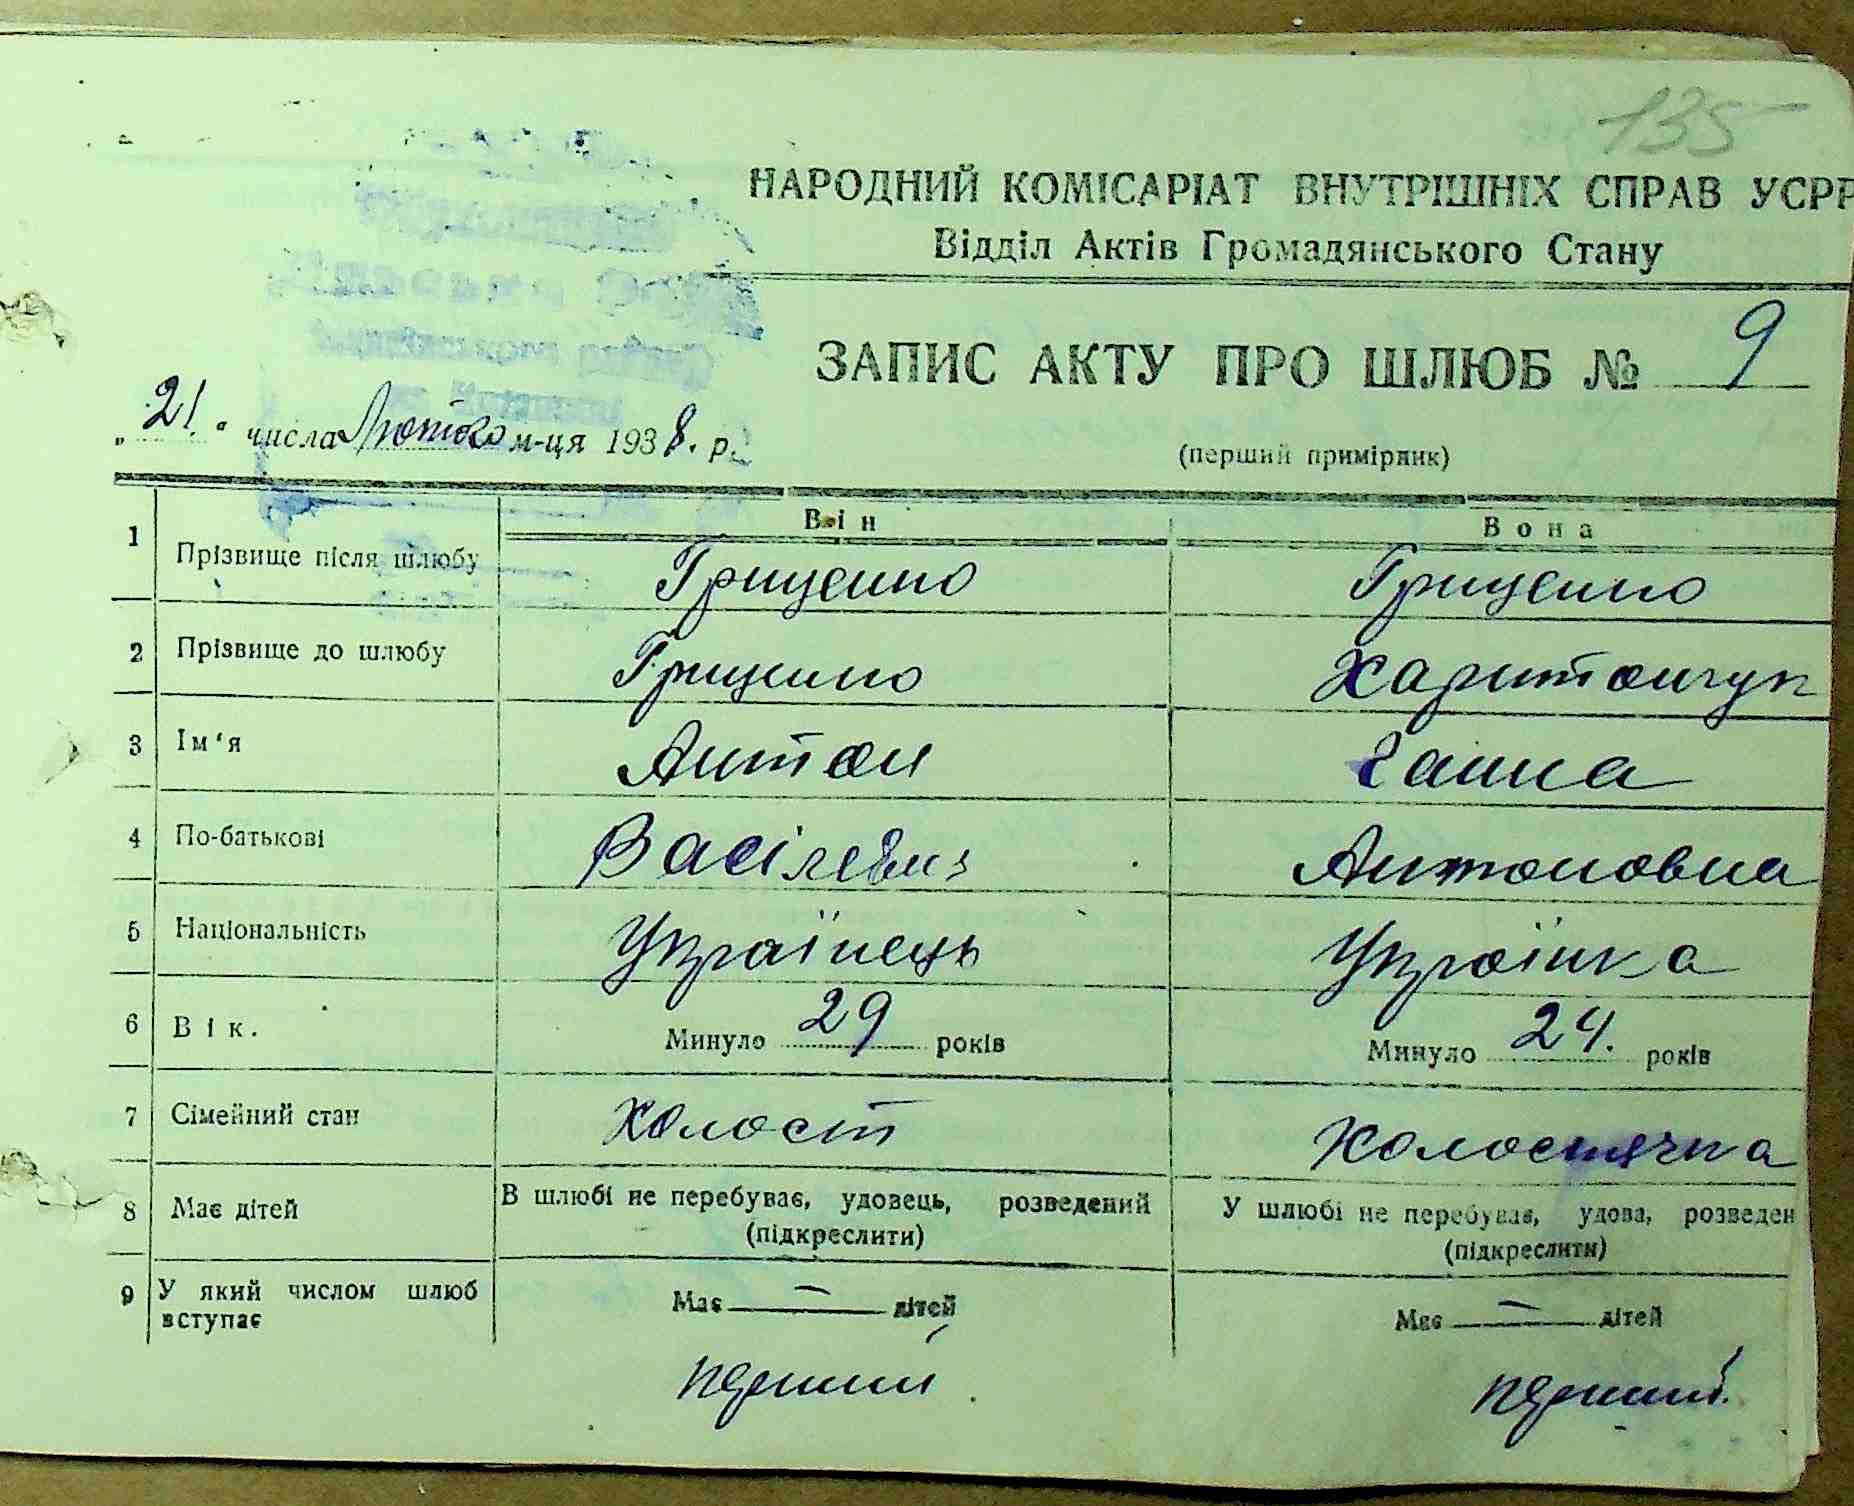 135
НАРОДНИЙ КОМІСАРІАТ ВНУТРІШНІХ СПРАВ УСРР
Відділ Актів Громадянського Стану
ЗАПИС АКТУ ПРО ШЛЮБ № 9
„21." числа Лютого м-ця 1938. р.
(перший примірник)
Він Вона
1 Прізвище після шлюбу Гриценко Гриценко
2 Прізвище до шлюбу Гриценко Харитончук
3 Ім'я Антон Ганна
4 По-батькові Васілевич Антоновна
5 Національність Українець Українка
6 Вік. Минуло 29 років Минуло 24. років
7 Сімейний стан Холост Холостячка
8 Має дітей В шлюбі не перебуває, удовець, розведений У шлюбі не перебуває, удова, розведен
(підкреслити) (підкреслити)
9 У який числом шлюб Має — дітей Має — дітей
вступає
перший перший.